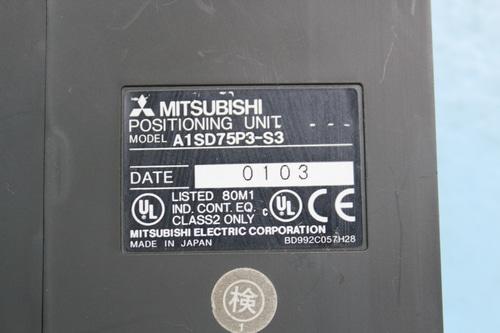 MITSUBISHI
POSITIONING UNIT ---
MODEL A1SD75P3-S3
DATE 0103
UL LISTED 80M1
IND. CONT. EQ.
CLASS2 ONLY
c UL
CE
MITSUBISHI ELECTRIC CORPORATION
MADE IN JAPAN BD992C057H28
検
1